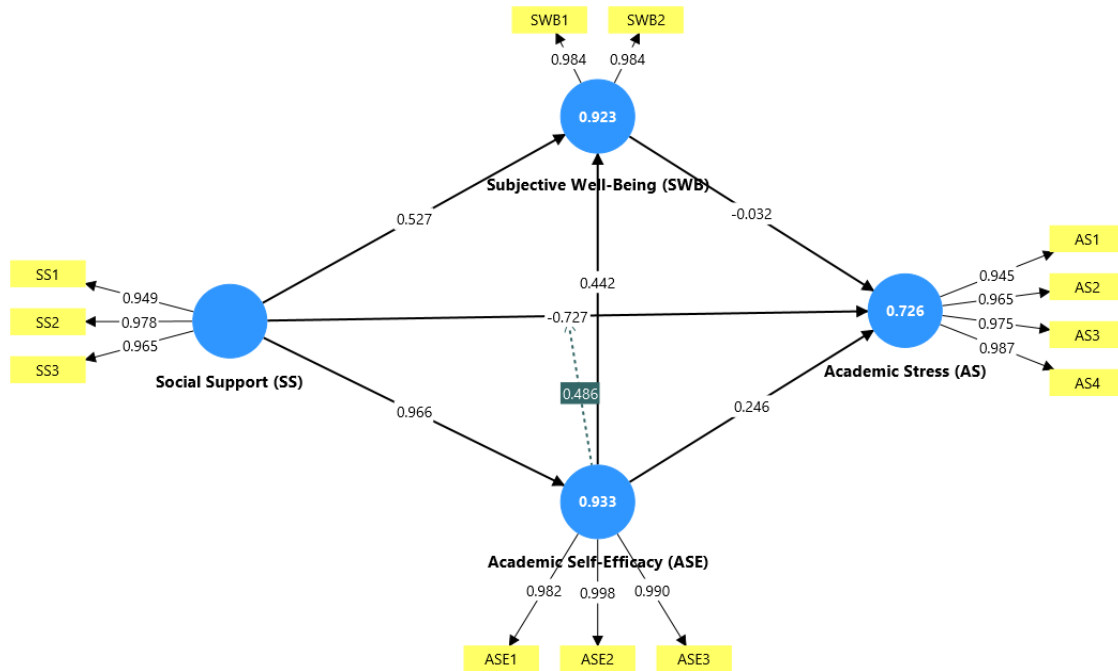 SWB1
SWB2
0.984
0.984
0.923
Subjective Well-Being (SWB)
0.527
-0.032
0.442
AS1
0.945
SS1
0.949
AS2
0.965
SS2
0.978
-0.727
0.726
AS3
0.975
SS3
0.965
0.987
Academic Stress (AS)
AS4
Social Support (SS)
0.486
0.966
0.246
0.933
Academic Self-Efficacy (ASE)
0.982
0.998
0.990
ASE1
ASE2
ASE3